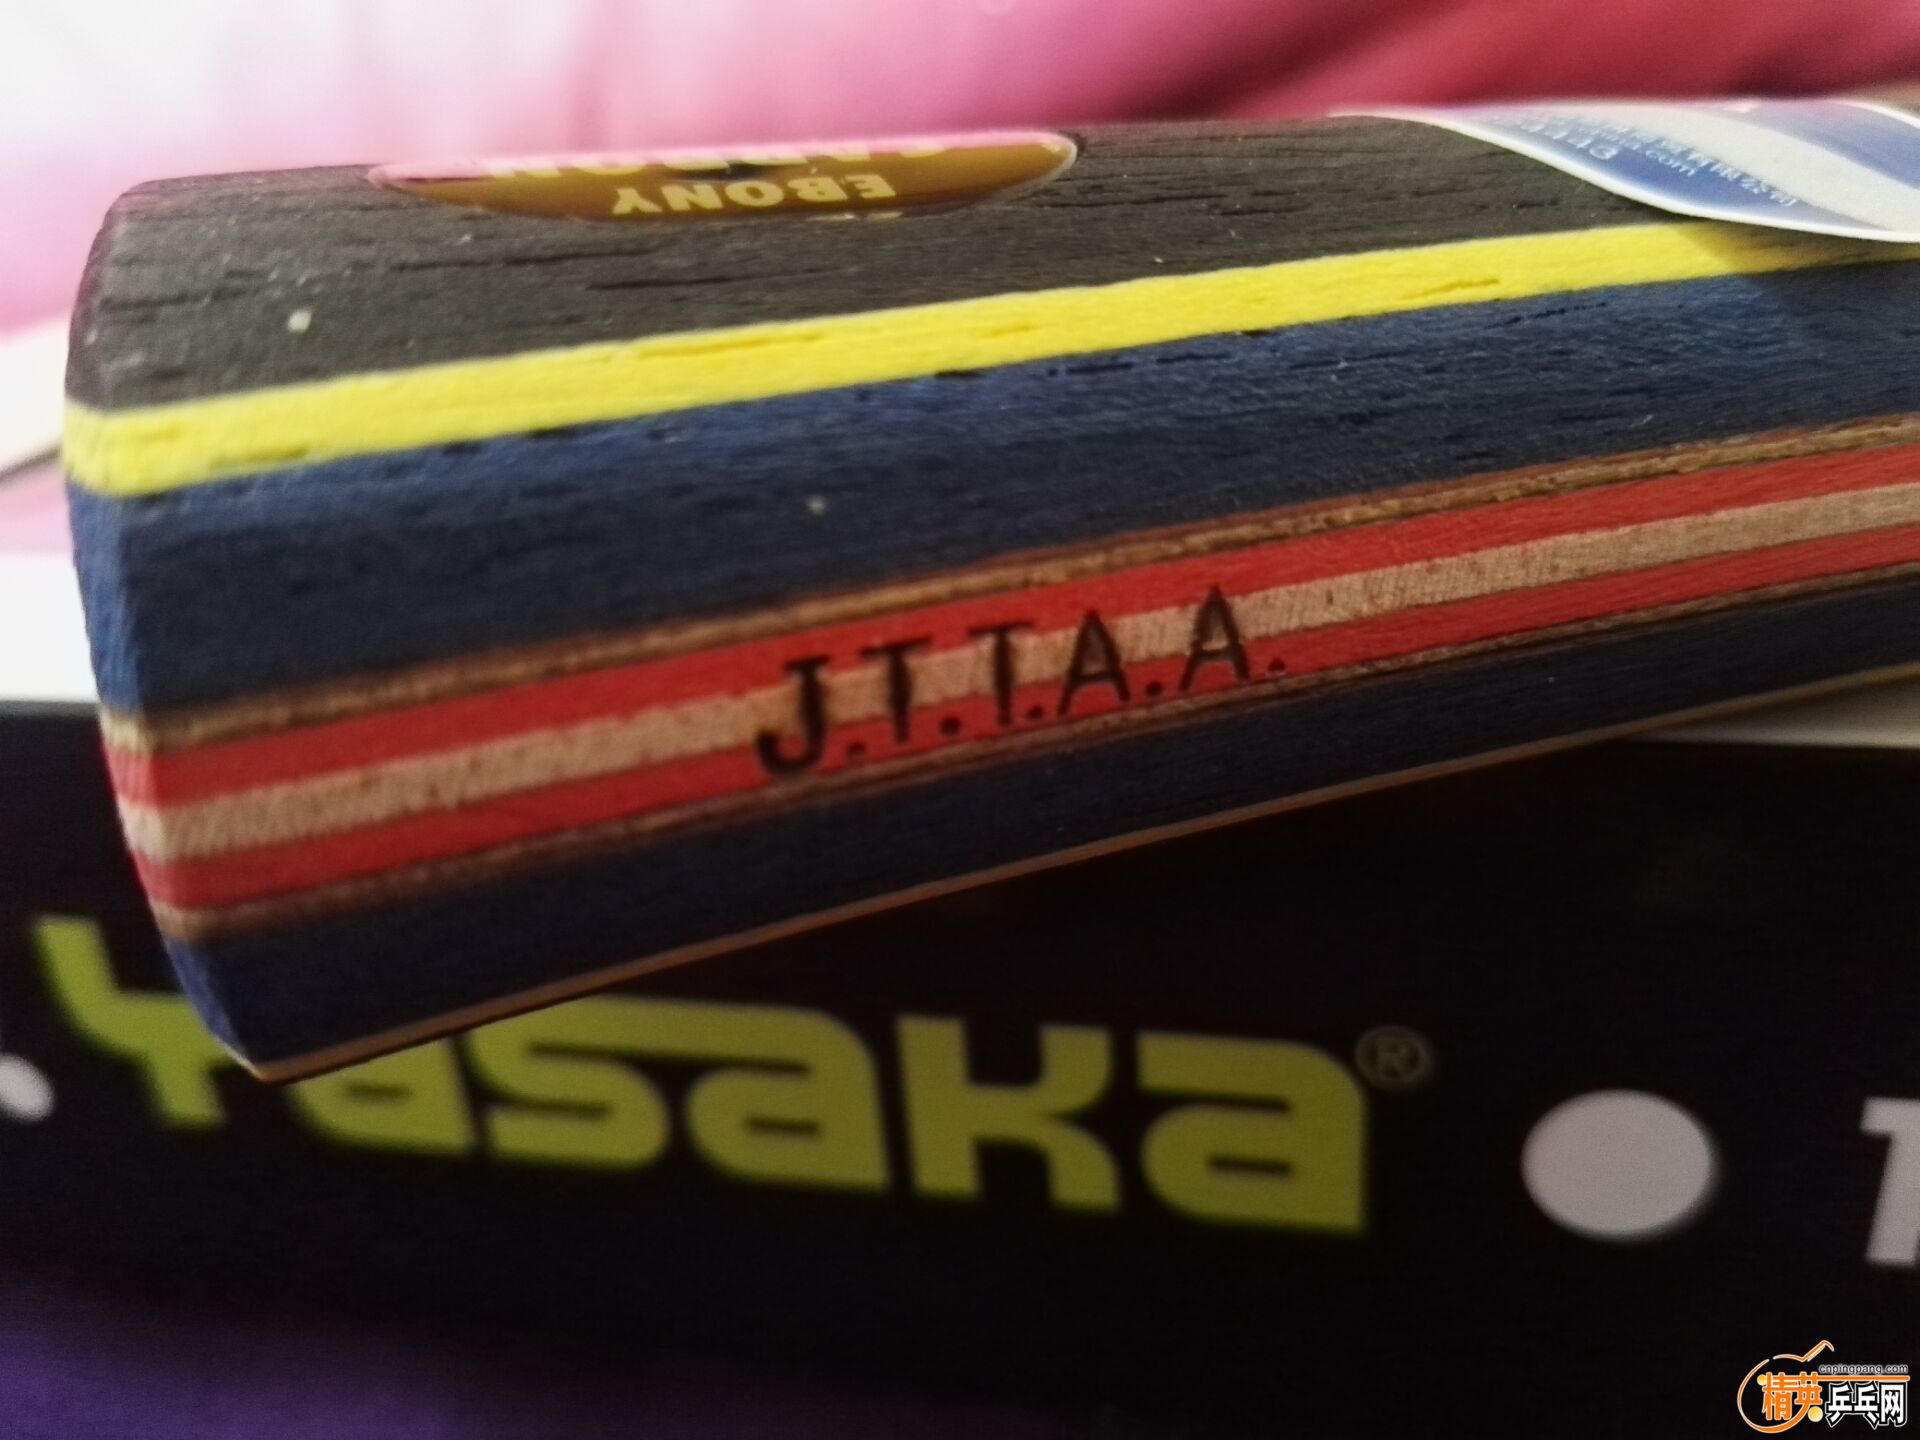 EBONY
J.T.T.A.A.
Yasaka®
cnpingpang.com
精英乒乓网